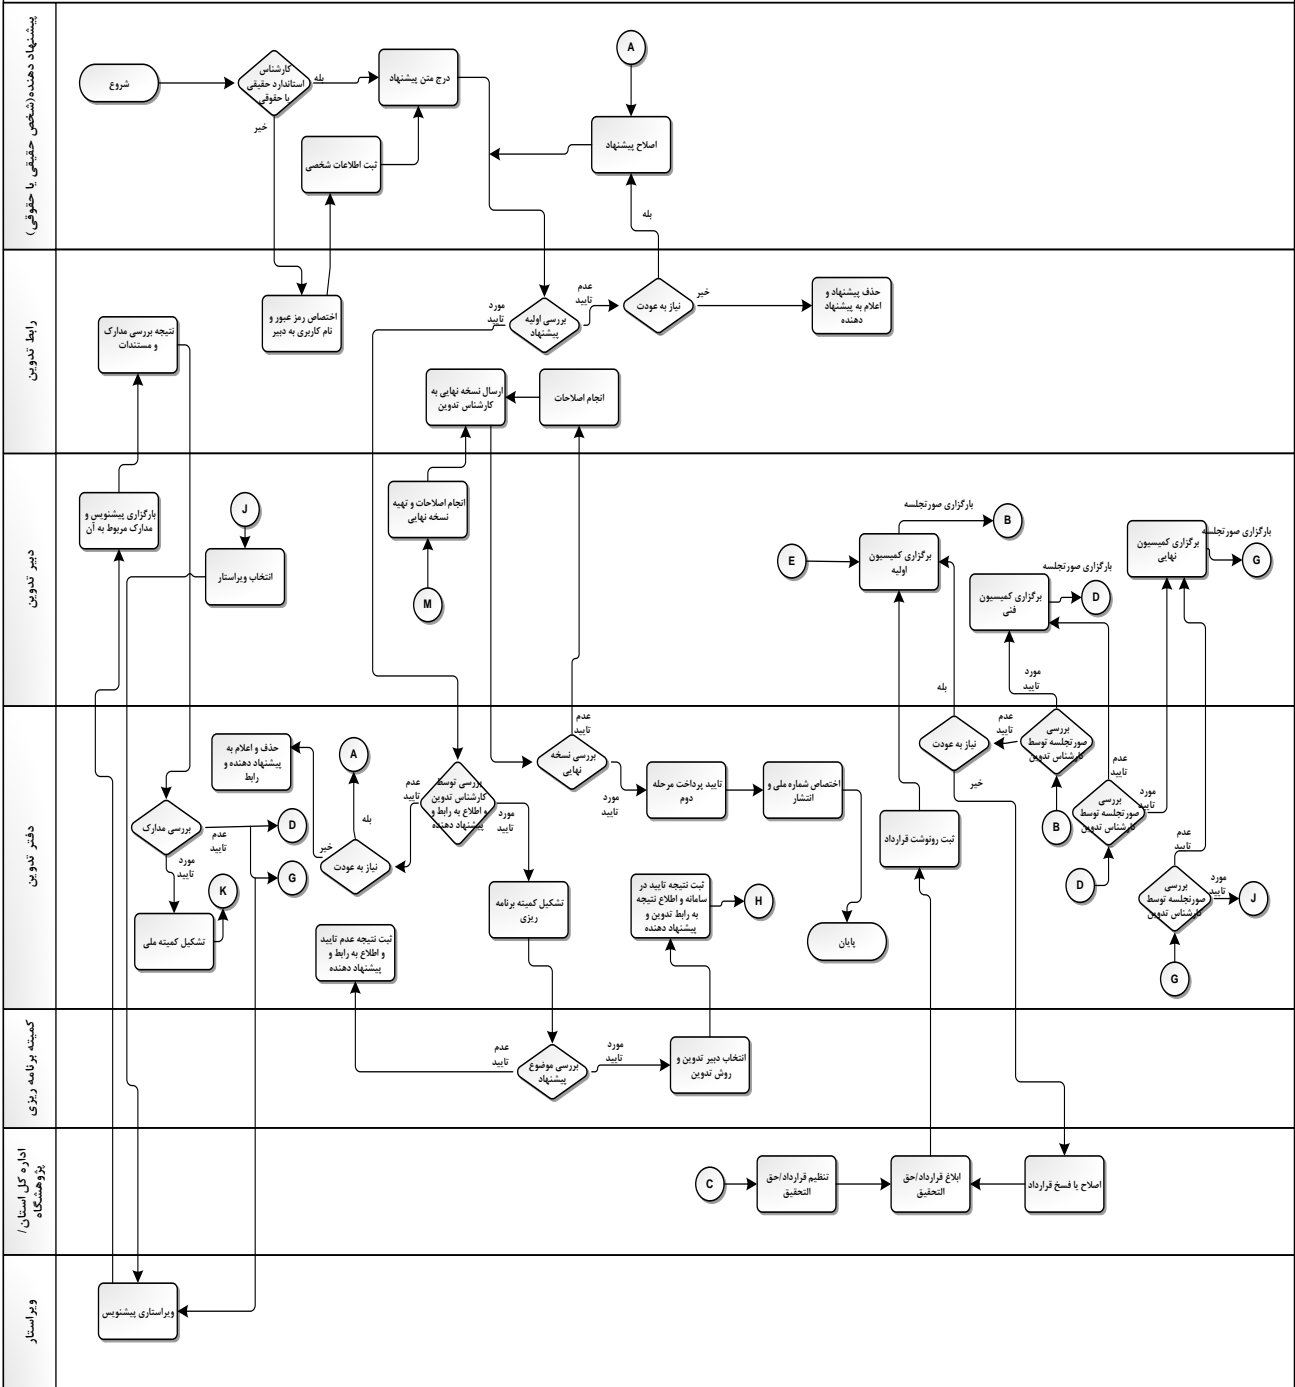 پیشنهاد دهنده(شخص حقیقی یا حقوقی)
شروع
کارشناس
استاندارد حقیقی
یا حقوقی
بله
خیر
درج متن پیشنهاد
ثبت اطلاعات شخصی
A
اصلاح پیشنهاد
بله
رابط تدوین
نتیجه بررسی مدارک
و مستندات
اختصاص رمز عبور و
نام کاربری به دبیر
مورد
تایید
بررسی اولیه
پیشنهاد
عدم
تایید
نیاز به عودت
خیر
حذف پیشنهاد و
اعلام به پیشنهاد
دهنده
ارسال نسخه نهایی به
کارشناس تدوین
انجام اصلاحات
دبیر تدوین
بارگزاری پیشنویس و
مدارک مربوط به آن
J
انتخاب ویراستار
انجام اصلاحات و تهیه
نسخه نهایی
M
E
برگزاری کمیسیون
اولیه
بارگزاری صورتجلسه
B
برگزاری کمیسیون
فنی
بارگزاری صورتجلسه
D
برگزاری کمیسیون
نهایی
بارگزاری صورتجلسه
G
بله
مورد
تایید
دفتر تدوین
بررسی مدارک
عدم
تایید
مورد
تایید
D
G
K
تشکیل کمیته ملی
حذف و اعلام به
پیشنهاد دهنده و
رابط
A
بله
خیر
نیاز به عودت
عدم
تایید
بررسی توسط
کارشناس تدوین
و اطلاع به رابط و
پیشنهاد دهنده
مورد
تایید
ثبت نتیجه عدم تایید
و اطلاع به رابط و
پیشنهاد دهنده
تشکیل کمیته برنامه
ریزی
عدم
تایید
بررسی نسخه
نهایی
مورد
تایید
تایید پرداخت مرحله
دوم
اختصاص شماره ملی و
انتشار
پایان
ثبت نتیجه تایید در
سامانه و اطلاع نتیجه
به رابط تدوین و
پیشنهاد دهنده
H
ثبت رونوشت قرارداد
نیاز به عودت
خیر
عدم
تایید
بررسی
صورتجلسه توسط
کارشناس تدوین
B
عدم
تایید
بررسی
صورتجلسه توسط
کارشناس تدوین
مورد
تایید
D
عدم
تایید
بررسی
صورتجلسه توسط
کارشناس تدوین
مورد
تایید
J
G
کمیته برنامه ریزی
عدم
تایید
بررسی موضوع
پیشنهاد
مورد
تایید
انتخاب دبیر تدوین و
روش تدوین
اداره کل استان/
پژوهشگاه
C
تنظیم قرارداد/حق
التحقیق
ابلاغ قرارداد/حق
التحقیق
اصلاح یا فسخ قرارداد
ویراستار
ویراستاری پیشنویس